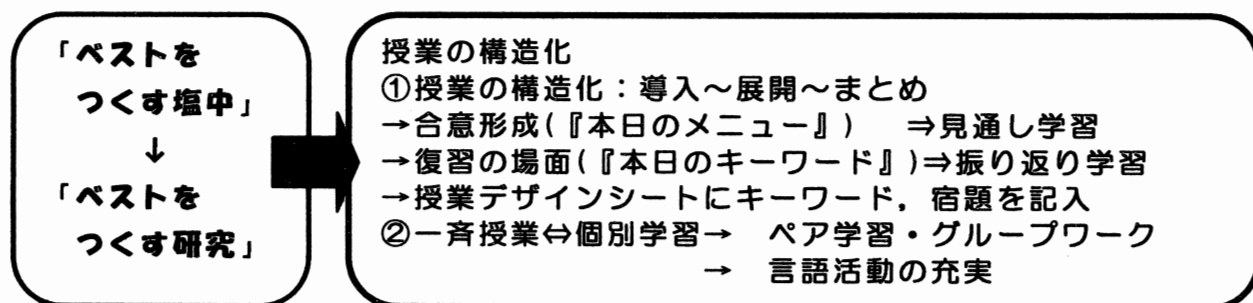 「ベストを
つくす塩中」
↓
「ベストを
つくす研究」
授業の構造化
①授業の構造化：導入～展開～まとめ
→合意形成(『本日のメニュー』)　⇒見通し学習
→復習の場面(『本日のキーワード』)⇒振り返り学習
→授業デザインシートにキーワード，宿題を記入
②一斉授業⇔個別学習→　ペア学習・グループワーク
→　言語活動の充実